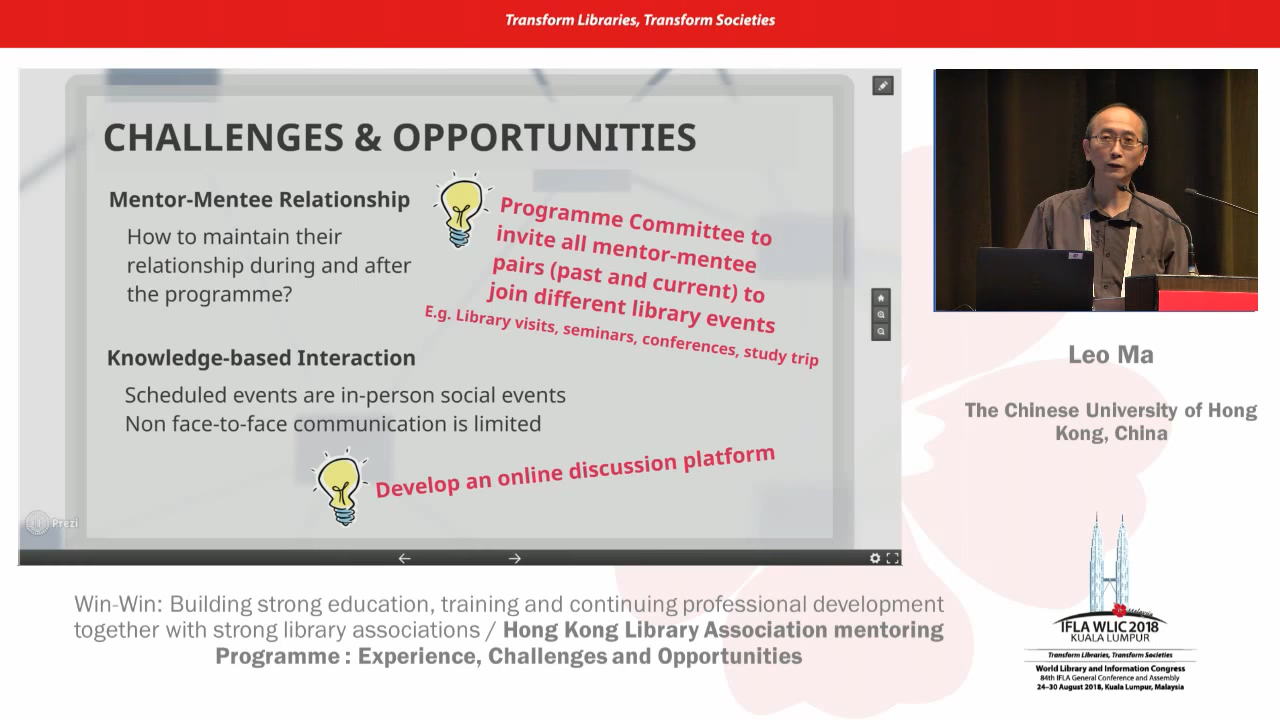 Transform Libraries, Transform Societies
CHALLENGES & OPPORTUNITIES
Mentor-Mentee Relationship
How to maintain their
relationship during and after
the programme?
Programme Committee to
invite all mentor-mentee
pairs (past and current) to
join different library events
E.g. Library visits, seminars, conferences, study trip
Knowledge-based Interaction
Scheduled events are in-person social events
Non face-to-face communication is limited
Develop an online discussion platform
Prezi
Leo Ma
The Chinese University of Hong
Kong, China
Win-Win: Building strong education, training and continuing professional development
together with strong library associations / Hong Kong Library Association mentoring
Programme : Experience, Challenges and Opportunities
Malaysia
IFLA WLIC 2018
KUALA LUMPUR
Transform Libraries, Transform Societies
World Library and Information Congress
84th IFLA General Conference and Assembly
24–30 August 2018, Kuala Lumpur, Malaysia